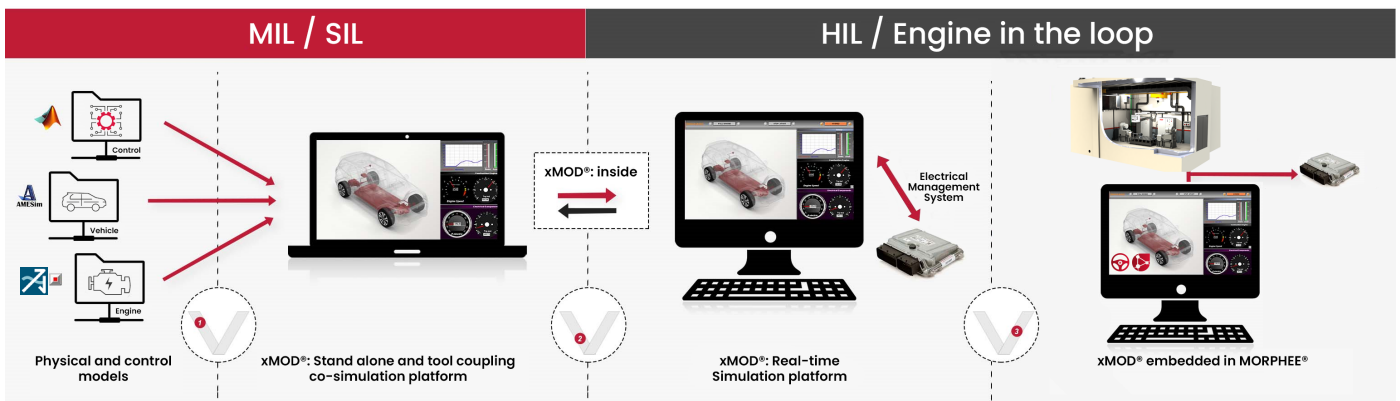 MIL / SIL
HIL / Engine in the loop
Control
AMESim
Vehicle
Engine
Physical and control
models
1
xMOD®: Stand alone and tool coupling
co-simulation platform
xMOD®: inside
2
Electrical
Management
System
xMOD®: Real-time
Simulation platform
3
xMOD® embedded in MORPHEE®